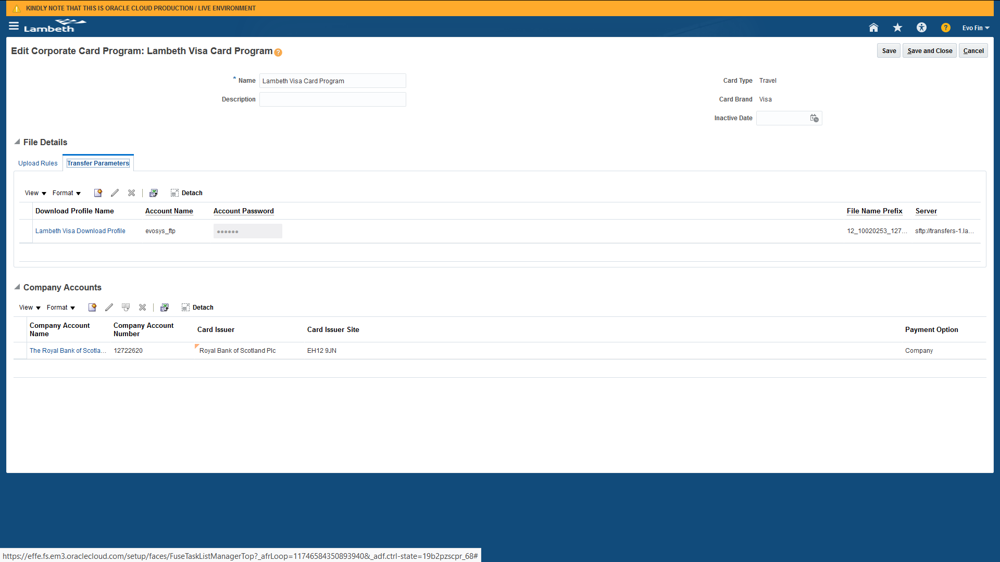 KINDLY NOTE THAT THIS IS ORACLE CLOUD PRODUCTION / LIVE ENVIRONMENT
Lambeth
? Evo Fin
Edit Corporate Card Program: Lambeth Visa Card Program ?
Save Save and Close Cancel
* Name Lambeth Visa Card Program
Card Type Travel
Description
Card Brand Visa
Inactive Date
File Details
Upload Rules Transfer Parameters
View Format Detach
Download Profile Name Account Name Account Password File Name Prefix Server
Lambeth Visa Download Profile evosys_ftp •••••• 12_10020253_127... sftp://transfers-1.la...
Company Accounts
View Format Detach
Company Account Name Company Account Number Card Issuer Card Issuer Site Payment Option
The Royal Bank of Scotla... 12722620 Royal Bank of Scotland Plc EH12 9JN Company
https://effe.fs.em3.oraclecloud.com/setup/faces/FuseTaskListManagerTop?_afrLoop=11746584350893940&_adf.ctrl-state=19b2pzscpr_68#